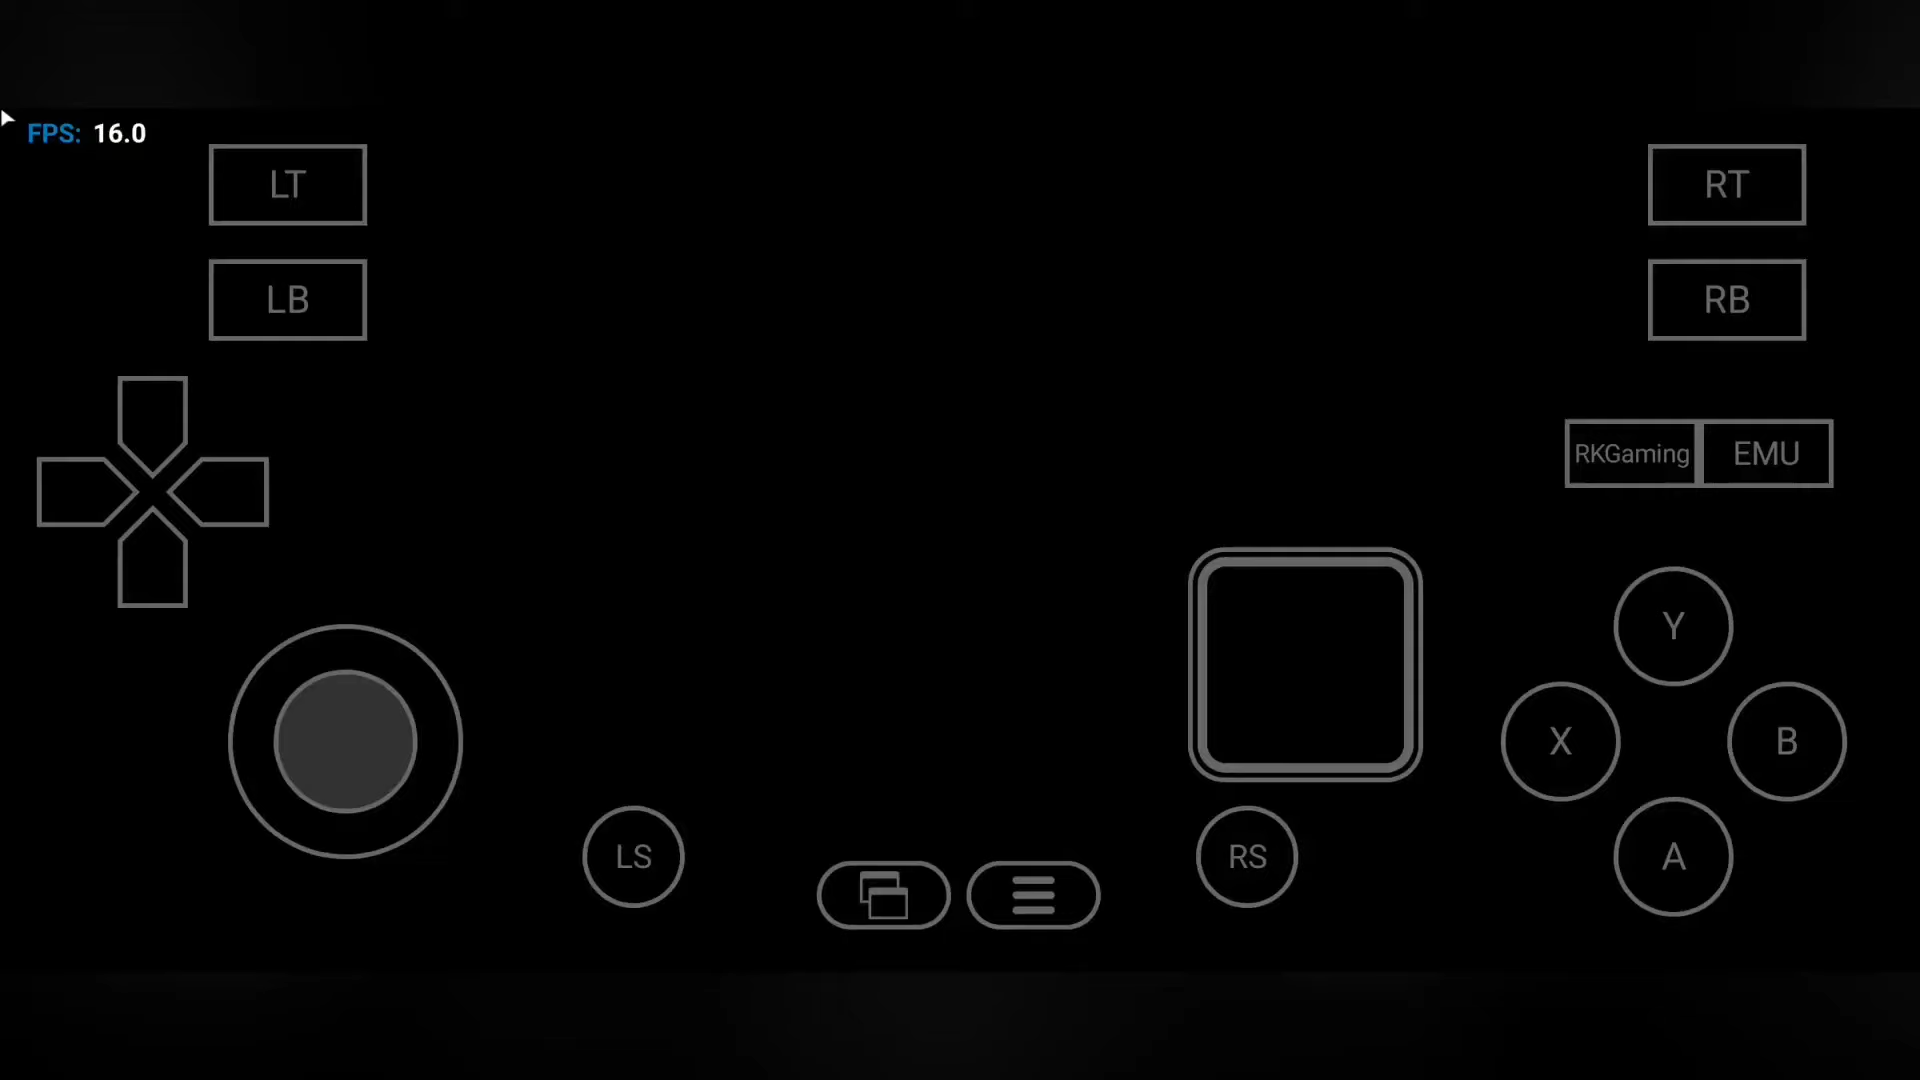 FPS: 16.0
LT
RT
LB
RB
RKGaming EMU
Y
X
B
LS
RS
A